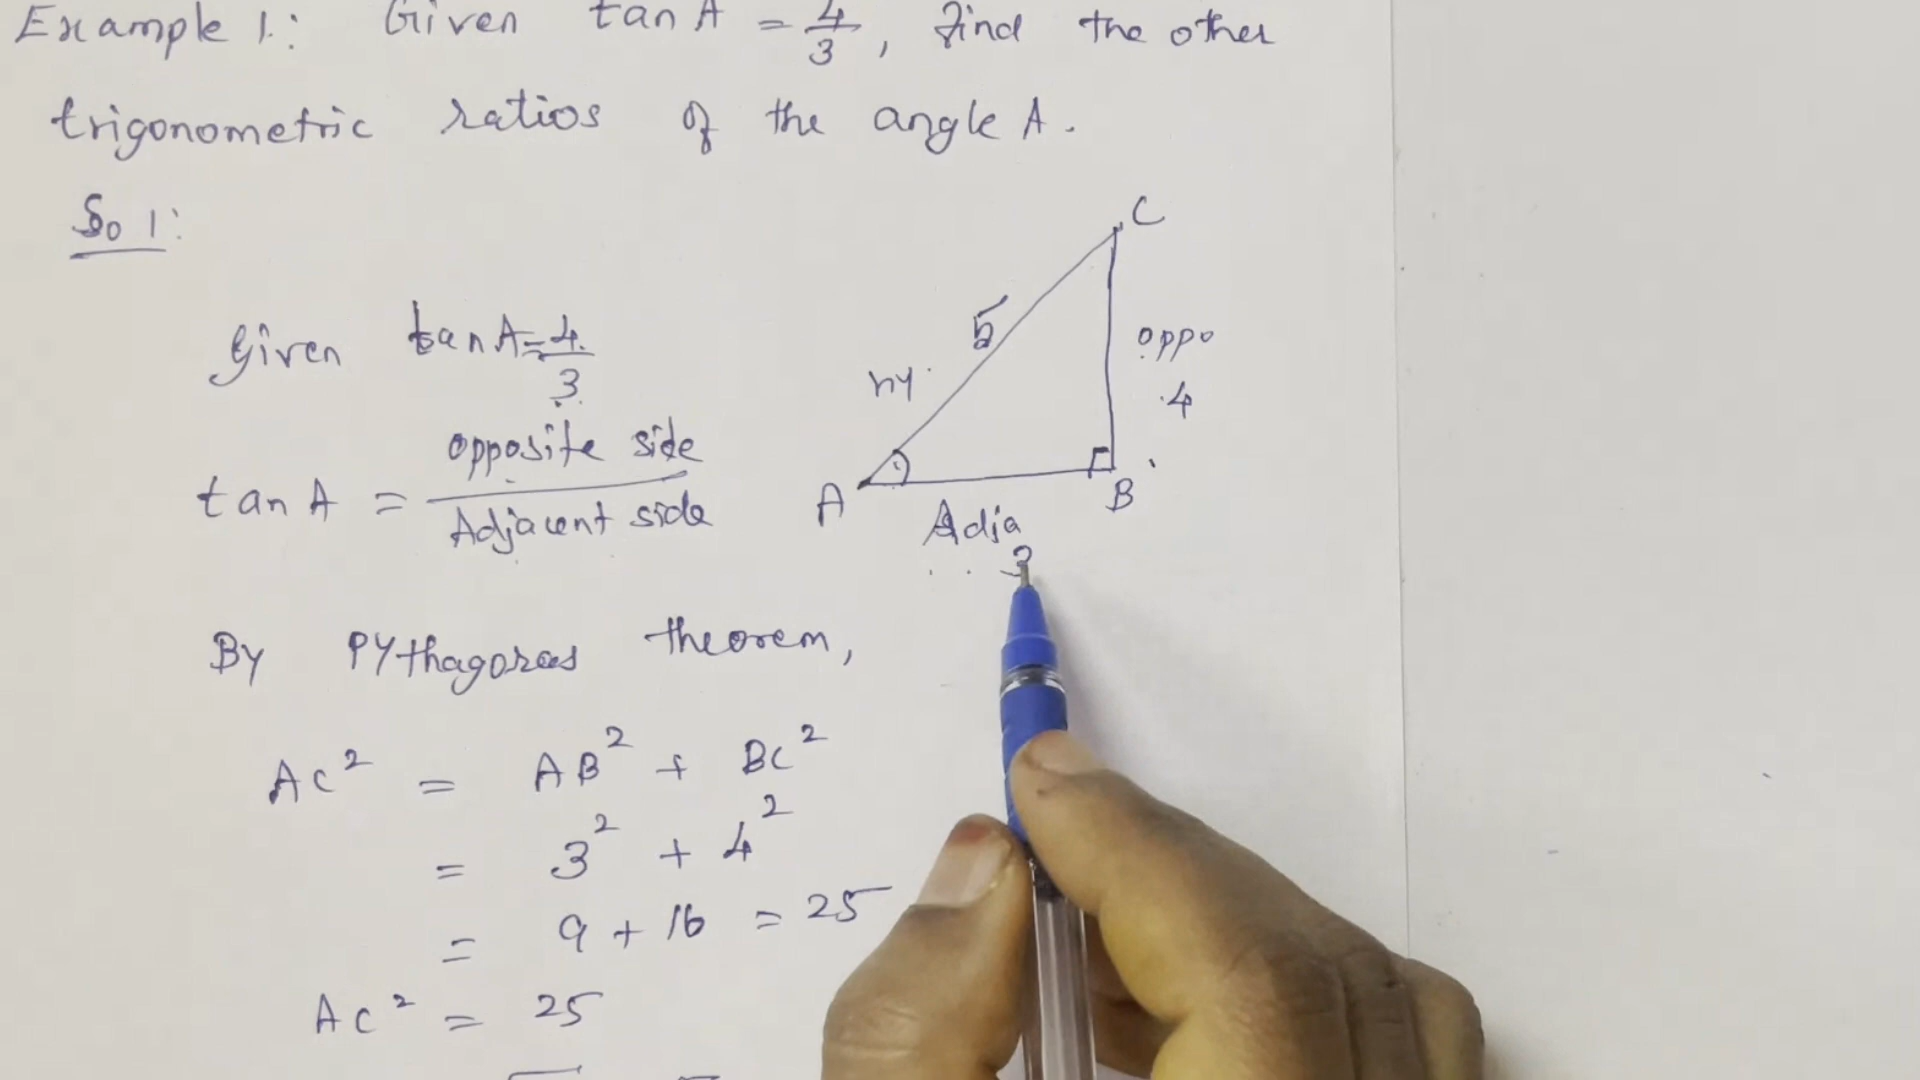 Example 1.: Given tan A = 4/3, find the other
trigonometric ratios of the angle A.
Sol:
Given tan A = 4/3
tan A = opposite side / Adjacent side
C
5
hy
oppo
4
A
B
Adja
3
By PYthagoras theorem,
AC² = AB² + BC²
= 3² + 4²
= 9 + 16 = 25
AC² = 25